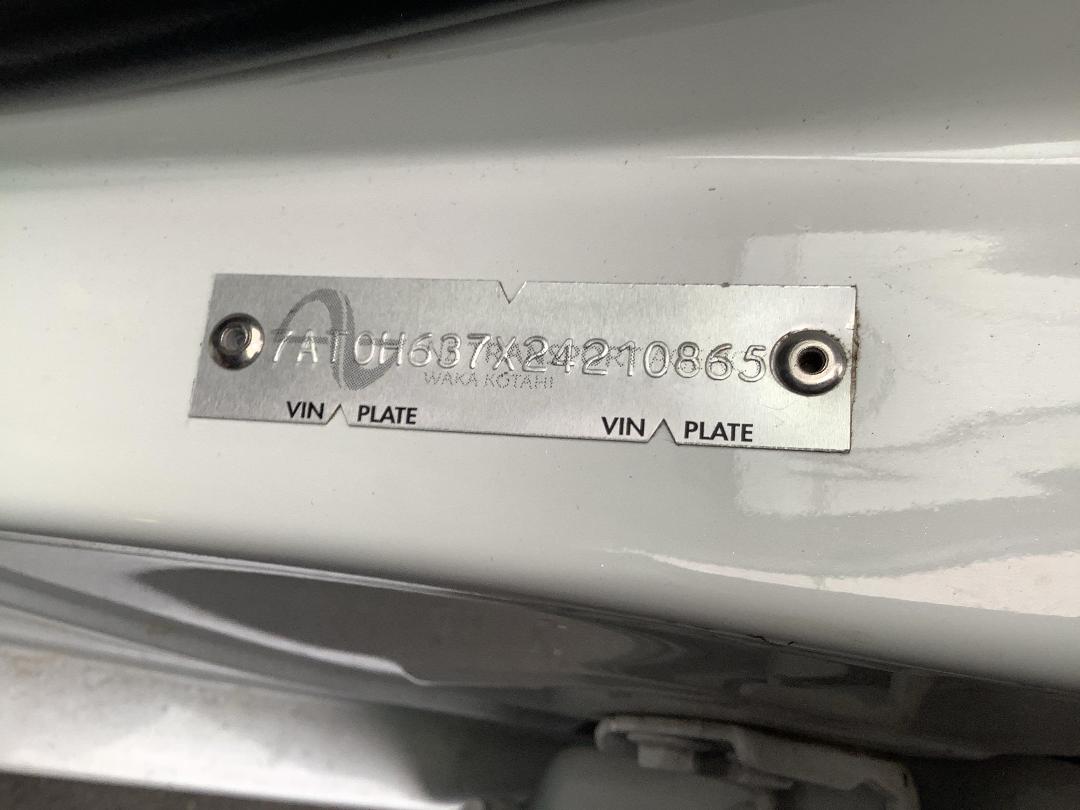 7AT0H637X24210865
WAKA KOTAHI
VIN PLATE VIN PLATE